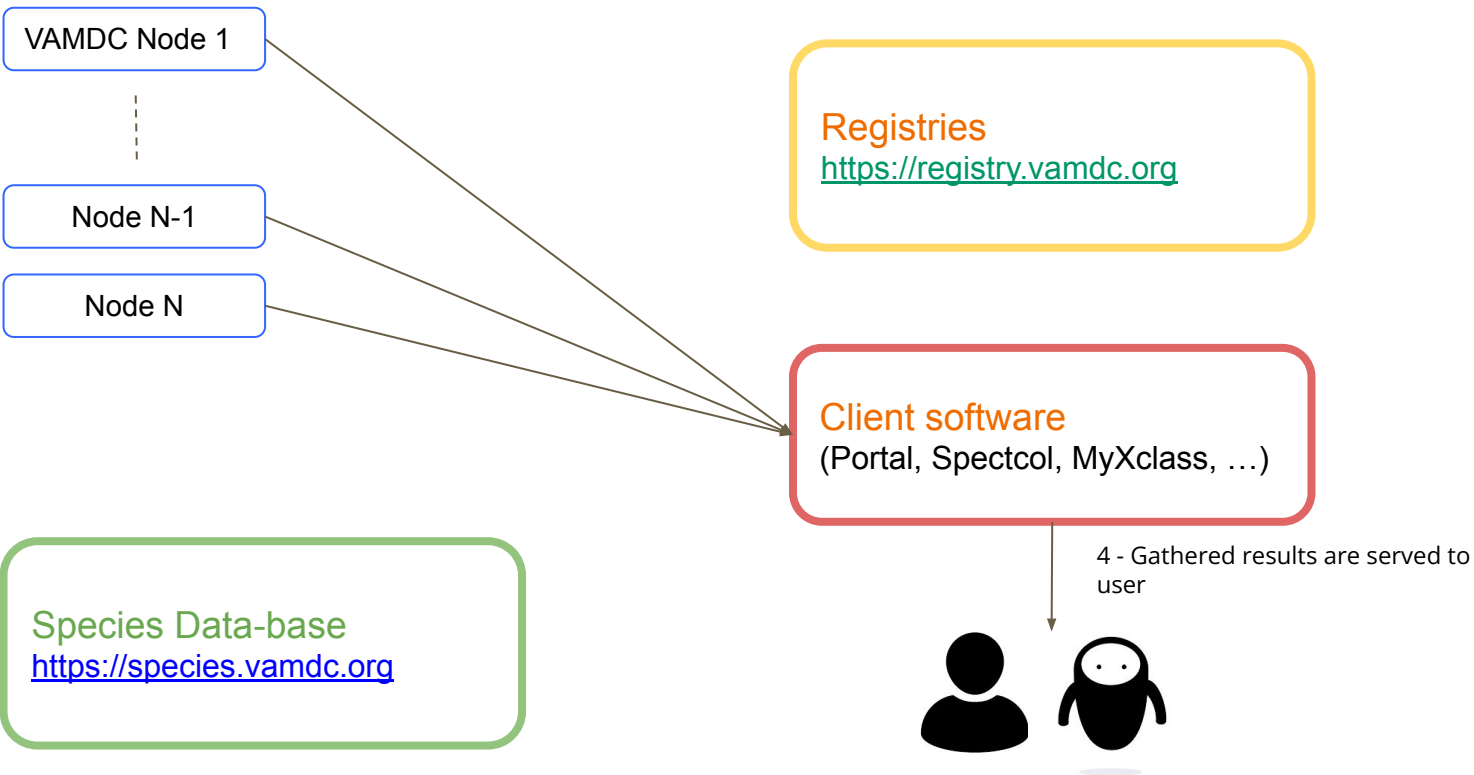 VAMDC Node 1
Node N-1
Node N
Registries
https://registry.vamdc.org
Client software
(Portal, Spectcol, MyXclass, …)
4 - Gathered results are served to
user
Species Data-base
https://species.vamdc.org